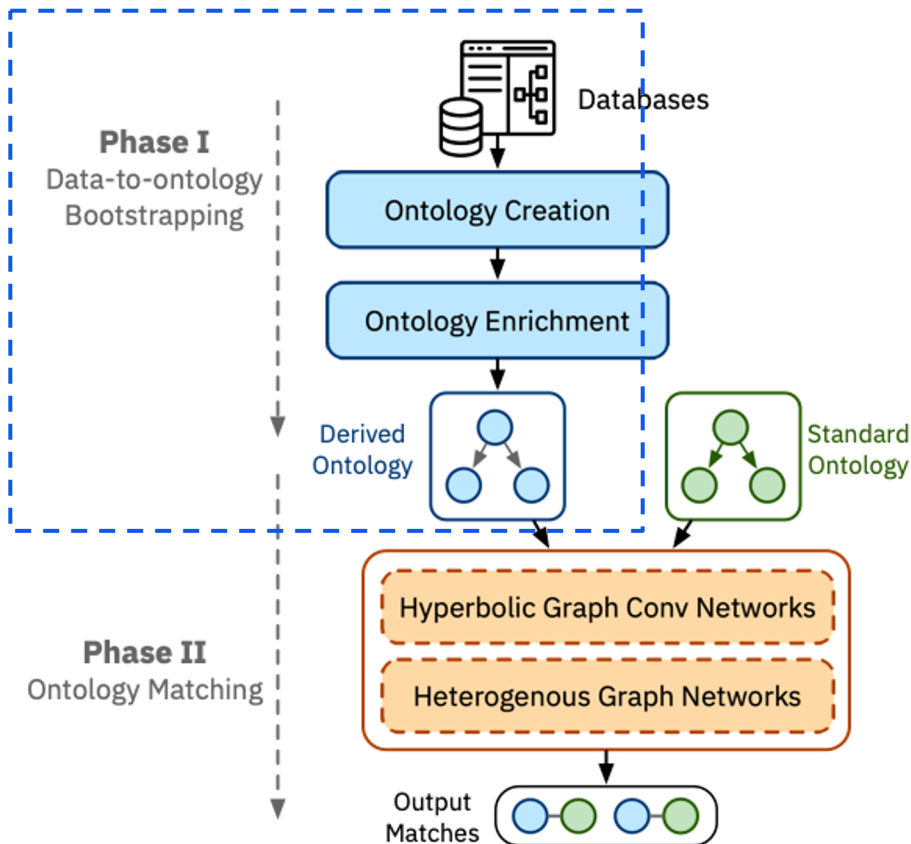 Databases
Phase I
Data-to-ontology
Bootstrapping
Ontology Creation
Ontology Enrichment
Derived
Ontology
Standard
Ontology
Hyperbolic Graph Conv Networks
Phase II
Ontology Matching
Heterogenous Graph Networks
Output
Matches